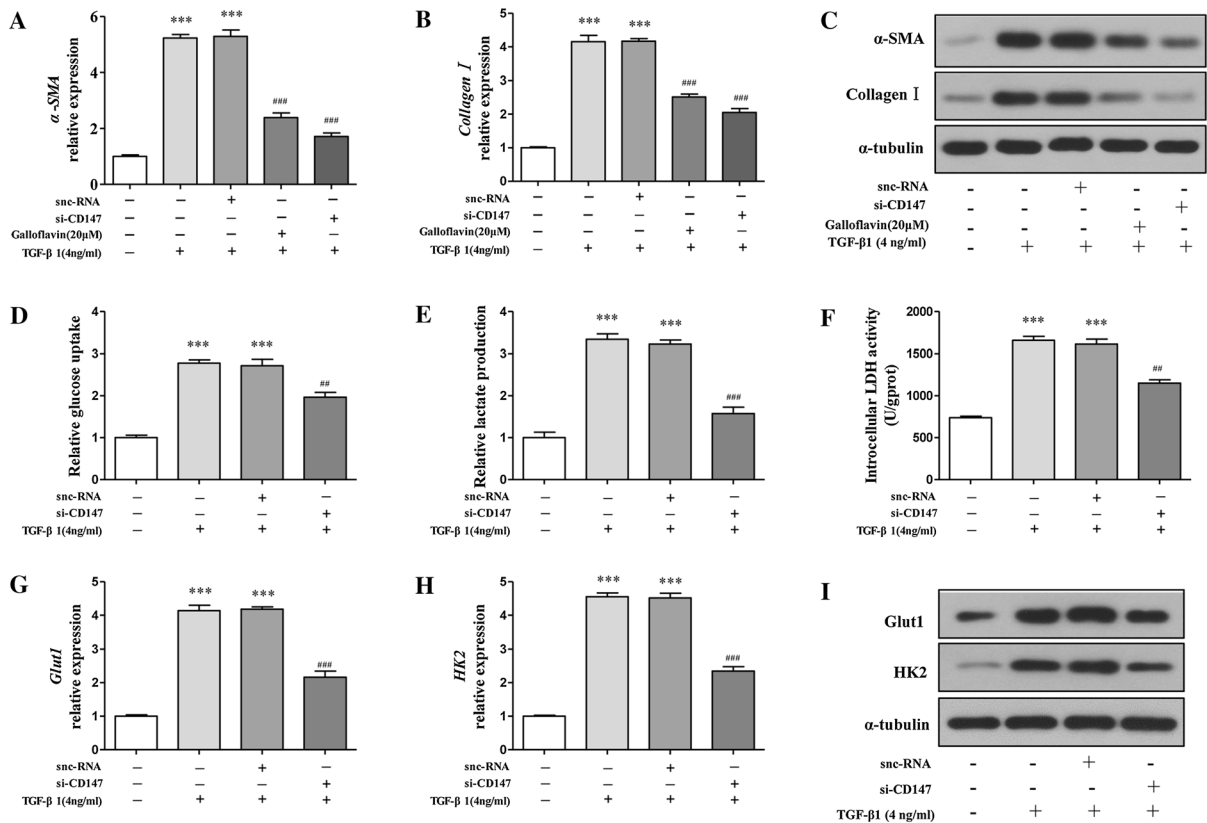 A
α-SMA
relative expression
6
4
2
0
***
***
###
###
snc-RNA – – + – –
si-CD147 – – – – +
Galloflavin(20μM) – – – + –
TGF-β 1(4ng/ml) – + + + +
B
Collagen I
relative expression
5
4
3
2
1
0
***
***
###
###
snc-RNA – – + – –
si-CD147 – – – – +
Galloflavin(20μM) – – – + –
TGF-β 1(4ng/ml) – + + + +
C
α-SMA
Collagen Ⅰ
α-tubulin
snc-RNA - - + - -
si-CD147 - - - - +
Galloflavin(20μM) - - - + -
TGF-β1 (4 ng/ml) - + + + +
D
Relative glucose uptake
4
3
2
1
0
***
***
##
snc-RNA – – + –
si-CD147 – – – +
TGF-β 1(4ng/ml) – + + +
E
Relative lactate production
4
3
2
1
0
***
***
###
snc-RNA – – + –
si-CD147 – – – +
TGF-β 1(4ng/ml) – + + +
F
Introcellular LDH activity
(U/gprot)
2000
1500
1000
500
0
***
***
##
snc-RNA – – + –
si-CD147 – – – +
TGF-β 1(4ng/ml) – + + +
G
Glut1
relative expression
5
4
3
2
1
0
***
***
###
snc-RNA – – + –
si-CD147 – – – +
TGF-β 1(4ng/ml) – + + +
H
HK2
relative expression
5
4
3
2
1
0
***
***
###
snc-RNA – – + –
si-CD147 – – – +
TGF-β 1(4ng/ml) – + + +
I
Glut1
HK2
α-tubulin
snc-RNA - - + -
si-CD147 - - - +
TGF-β1 (4 ng/ml) - + + +